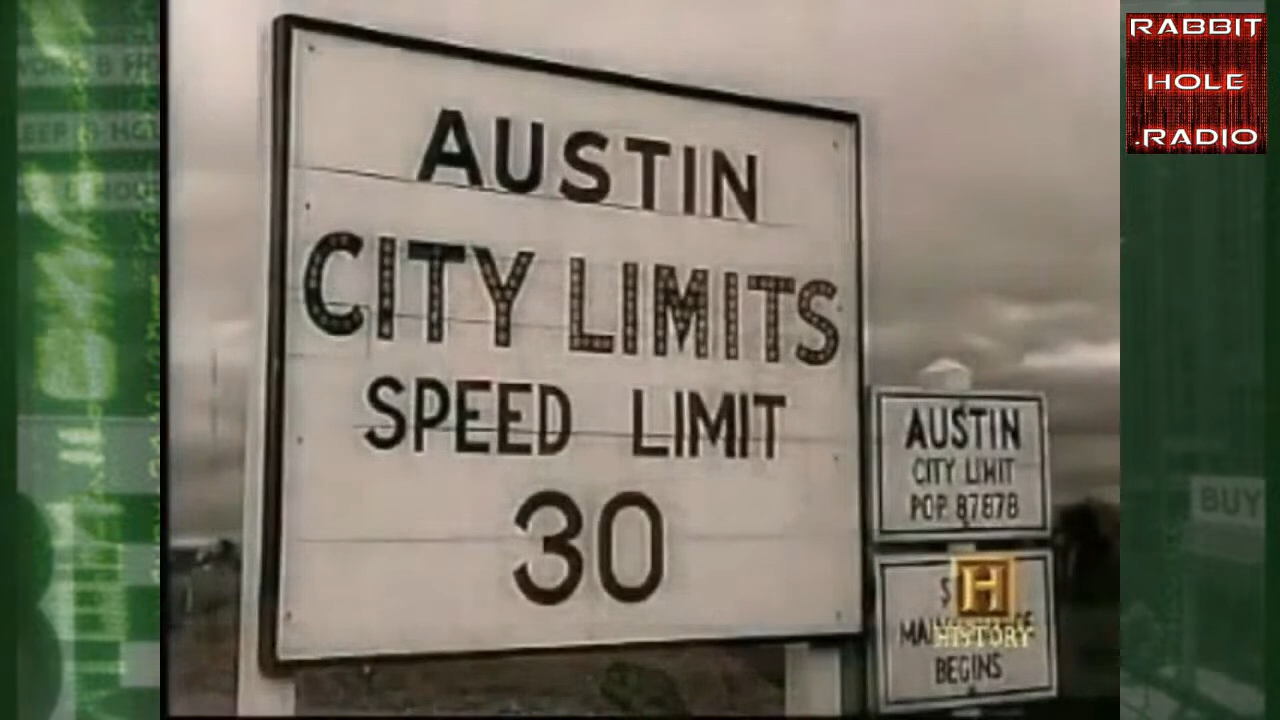 AUSTIN
CITY LIMITS
SPEED LIMIT
30
AUSTIN
CITY LIMIT
POP. 87878
BEGINS
H
HISTORY
RABBIT
HOLE
.RADIO
BUY